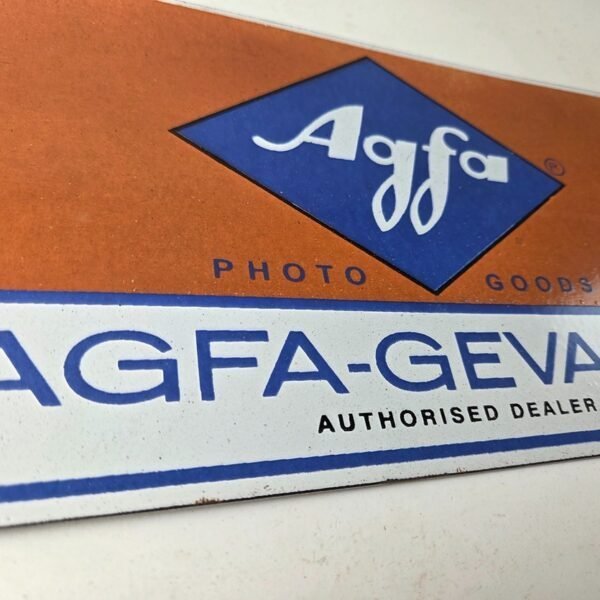 Agfa ®
PHOTO GOODS
AGFA-GEVA
AUTHORISED DEALER